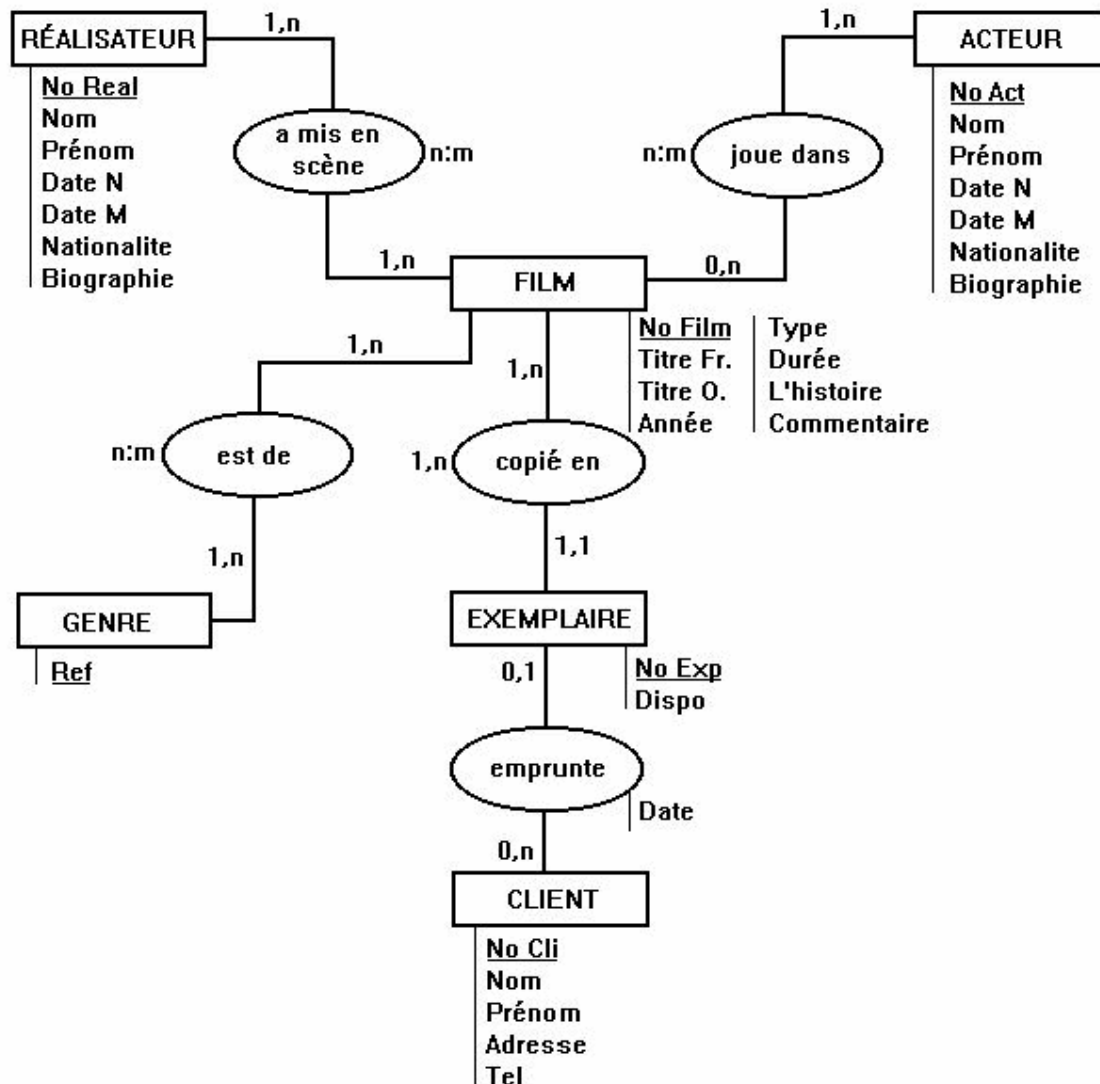 RÉALISATEUR
1,n
No Real
Nom
Prénom
Date N
Date M
Nationalite
Biographie
a mis en
scène
n:m
1,n
1,n
ACTEUR
No Act
Nom
Prénom
Date N
Date M
Nationalite
Biographie
n:m
joue dans
0,n
FILM
No Film
Titre Fr.
Titre O.
Année
Type
Durée
L'histoire
Commentaire
1,n
n:m
est de
1,n
GENRE
Ref
1,n
1,n
copié en
1,1
EXEMPLAIRE
No Exp
Dispo
0,1
emprunte
Date
0,n
CLIENT
No Cli
Nom
Prénom
Adresse
Tel